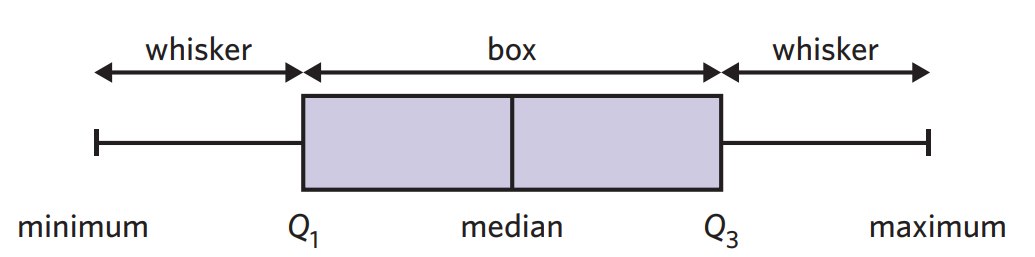 whisker box whisker
minimum Q1 median Q3 maximum